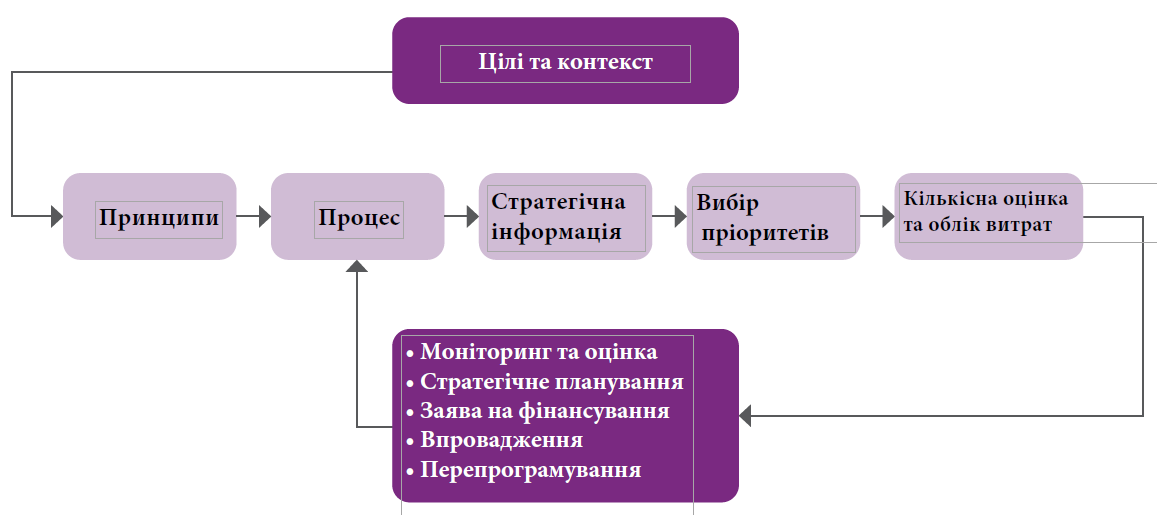 Цілі та контекст
Принципи
Процес
Стратегічна
інформація
Вибір
пріоритетів
Кількісна оцінка
та облік витрат
• Моніторинг та оцінка
• Стратегічне планування
• Заява на фінансування
• Впровадження
• Перепрограмування